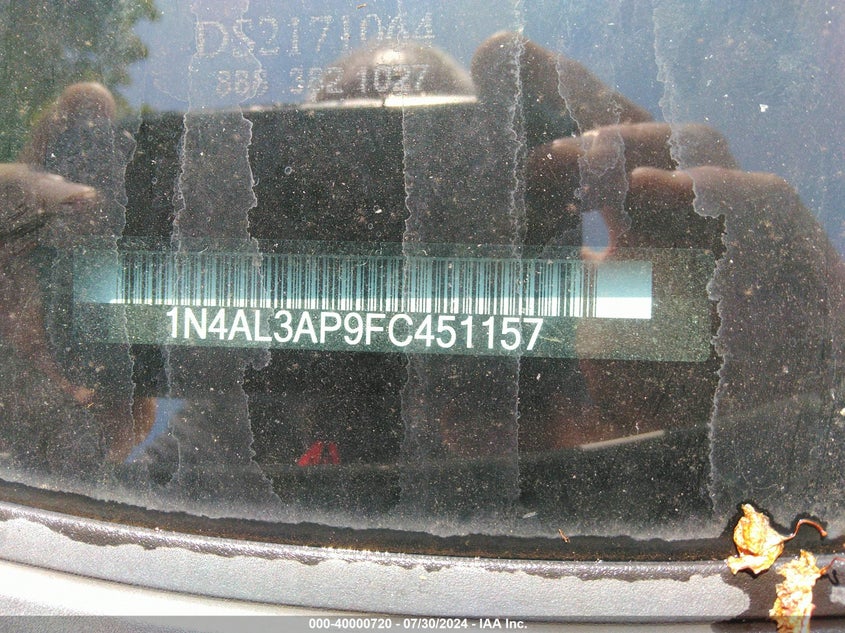 DS2171044
888 382 1027
1N4AL3AP9FC451157
000-40000720 - 07/30/2024 - IAA Inc.